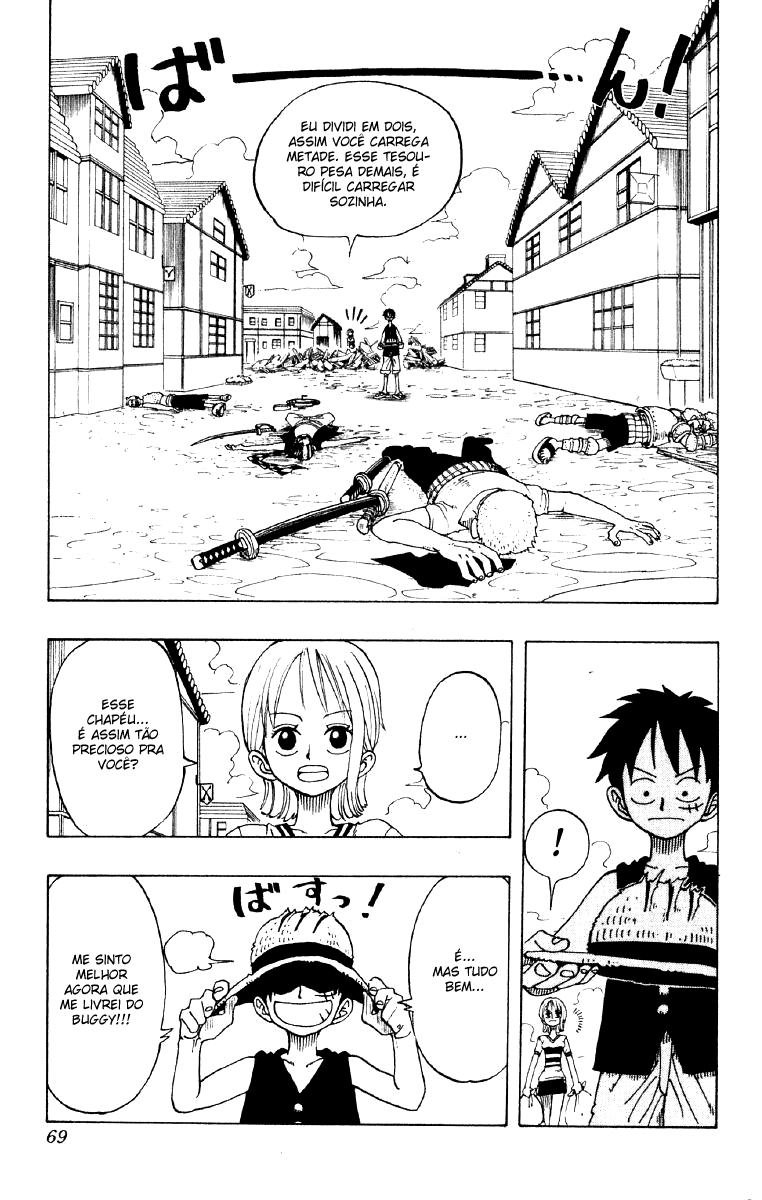 ば
ーー…ん!
EU DIVIDI EM DOIS,
ASSIM VOCÊ CARREGA
METADE. ESSE TESOU-
RO PESA DEMAIS, É
DIFÍCIL CARREGAR
SOZINHA.
!
...
ESSE
CHAPÉU...
É ASSIM TÃO
PRECIOSO PRA
VOCÊ?
ばすっ!
É...
MAS TUDO
BEM...
ME SINTO
MELHOR
AGORA QUE
ME LIVREI DO
BUGGY!!!
69